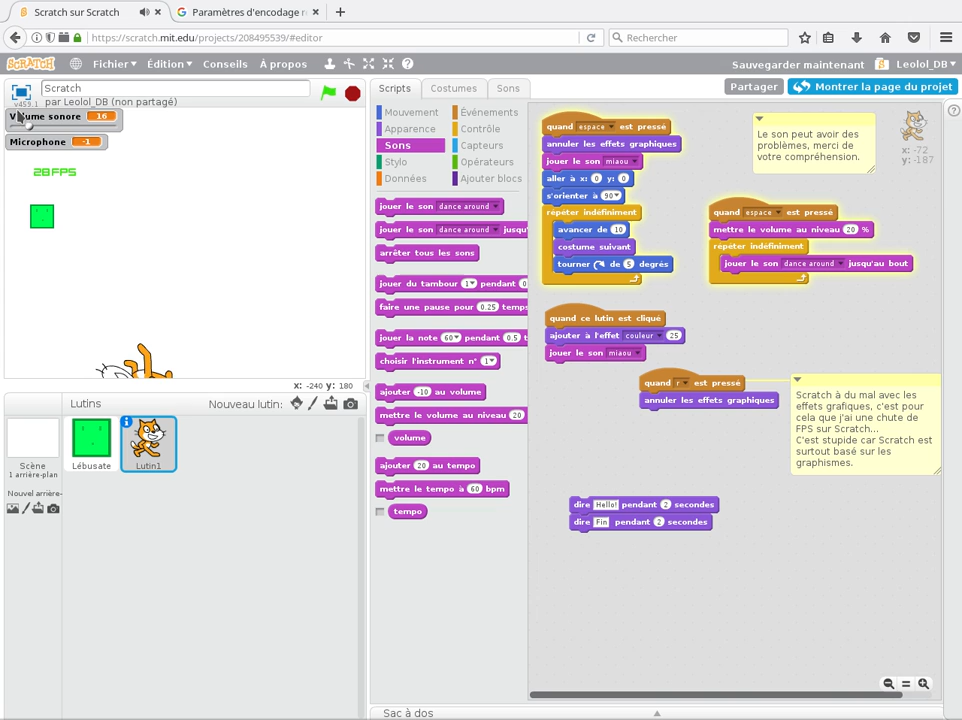 Scratch sur Scratch
Paramètres d'encodage r
https://scratch.mit.edu/projects/208495539/#editor
Rechercher
SCRATCH
Fichier
Édition
Conseils
À propos
Sauvegarder maintenant
Leolol_DB
Scratch
par Leolol_DB (non partagé)
v459.1
Scripts
Costumes
Sons
Partager
Montrer la page du projet
Volume sonore 16
Microphone -1
28 FPS
Mouvement
Apparence
Sons
Stylo
Données
Événements
Contrôle
Capteurs
Opérateurs
Ajouter blocs
jouer le son dance around
jouer le son dance around jusqu'
arrêter tous les sons
jouer du tambour 1 pendant 0
faire une pause pour 0.25 temps
jouer la note 60 pendant 0.5 t
choisir l'instrument n° 1
ajouter -10 au volume
mettre le volume au niveau 20
volume
ajouter 20 au tempo
mettre le tempo à 60 bpm
tempo
quand espace est pressé
annuler les effets graphiques
jouer le son miaou
aller à x: 0 y: 0
s'orienter à 90
répéter indéfiniment
avancer de 10
costume suivant
tourner de 5 degrés
Le son peut avoir des
problèmes, merci de
votre compréhension.
x: -72
y: -187
quand espace est pressé
mettre le volume au niveau 20 %
répéter indéfiniment
jouer le son dance around jusqu'au bout
quand ce lutin est cliqué
ajouter à l'effet couleur 25
jouer le son miaou
quand r est pressé
annuler les effets graphiques
Scratch à du mal avec les
effets grafiques, c'est pour
cela que j'ai une chute de
FPS sur Scratch...
C'est stupide car Scratch est
surtout basé sur les
graphismes.
dire Hello! pendant 2 secondes
dire Fin pendant 2 secondes
x: -240 y: 180
Lutins
Nouveau lutin:
Scène
1 arrière-plan
Nouvel arrière-
Lébusate
Lutin1
Sac à dos